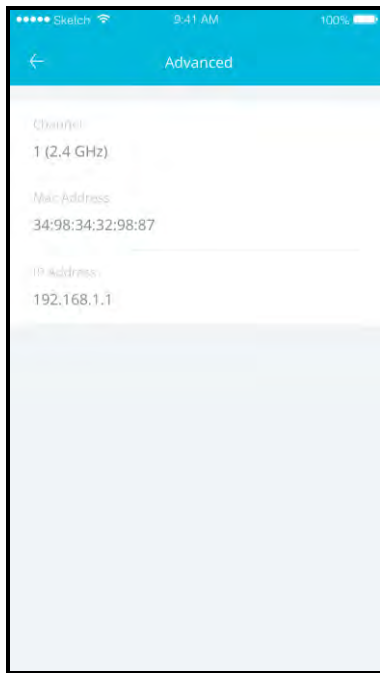 ●●●●● Sketch 9:41 AM 100%
← Advanced
Channel
1 (2.4 GHz)
Mac Address
34:98:34:32:98:87
IP Address
192.168.1.1